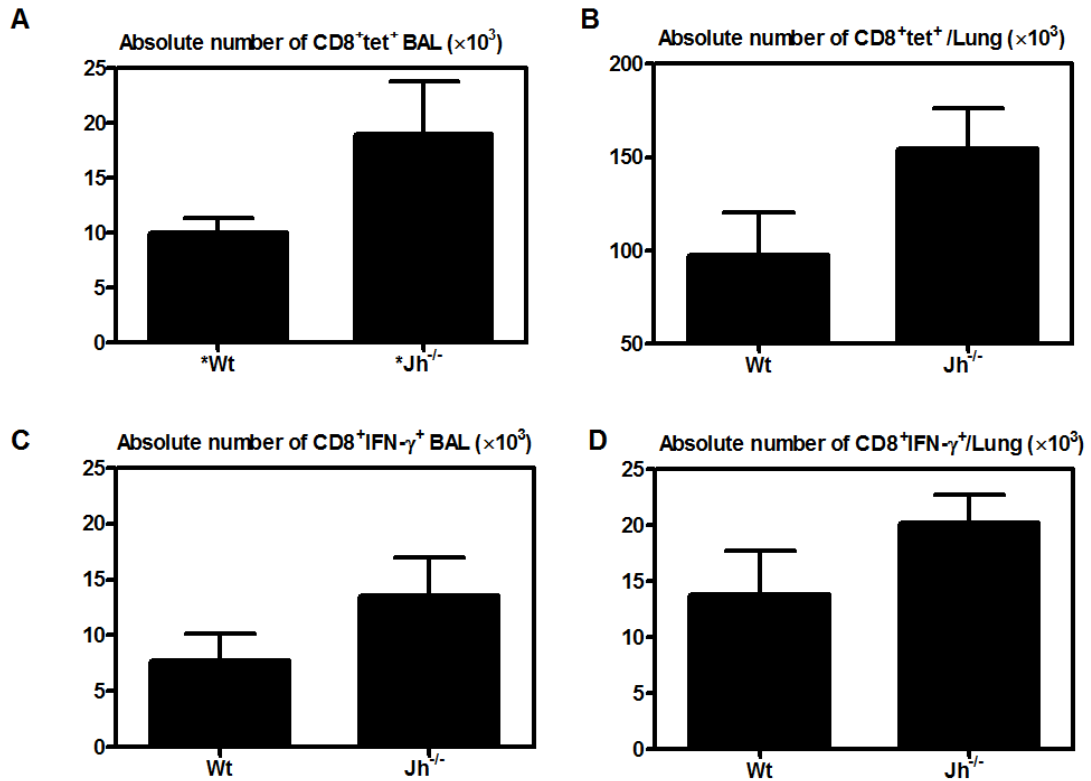 A
Absolute number of CD8⁺tet⁺ BAL (×10³)
25
20
15
10
5
0
*Wt
*Jh⁻/⁻
B
Absolute number of CD8⁺tet⁺ /Lung (×10³)
200
150
100
50
Wt
Jh⁻/⁻
C
Absolute number of CD8⁺IFN-γ⁺ BAL (×10³)
25
20
15
10
5
0
Wt
Jh⁻/⁻
D
Absolute number of CD8⁺IFN-γ⁺/Lung (×10³)
25
20
15
10
5
0
Wt
Jh⁻/⁻